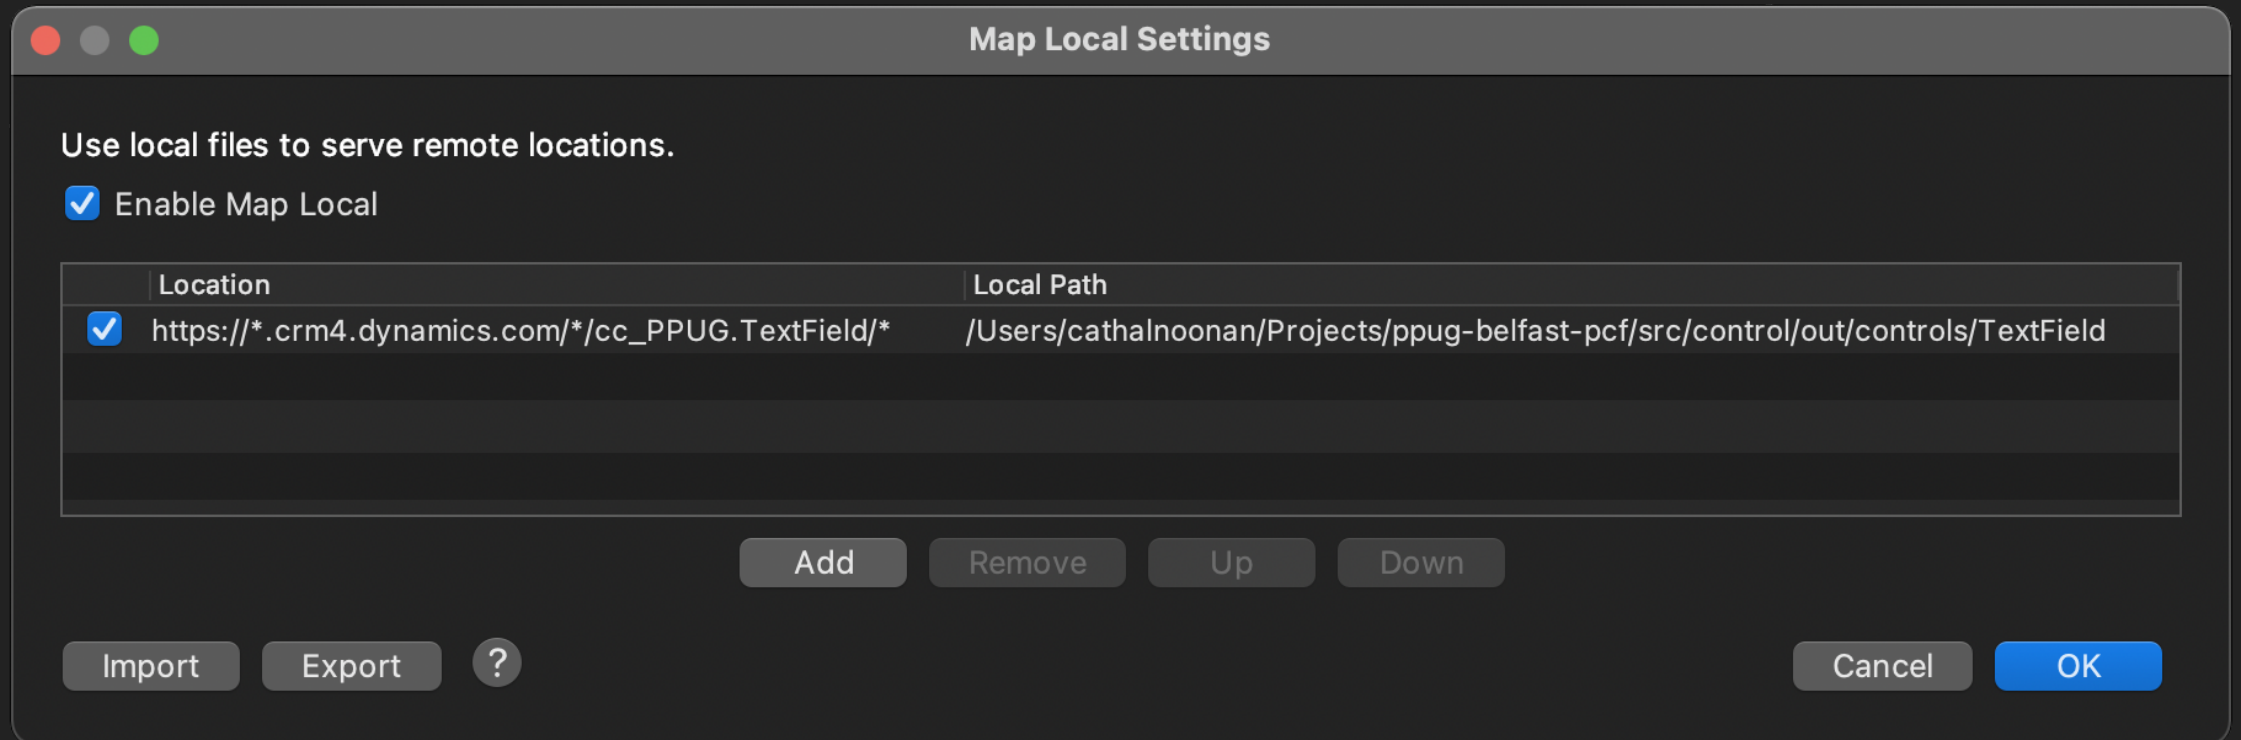 Map Local Settings
Use local files to serve remote locations.
Enable Map Local
Location Local Path
https://*.crm4.dynamics.com/*/cc_PPUG.TextField/* /Users/cathalnoonan/Projects/ppug-belfast-pcf/src/control/out/controls/TextField
Add Remove Up Down
Import Export ? Cancel OK